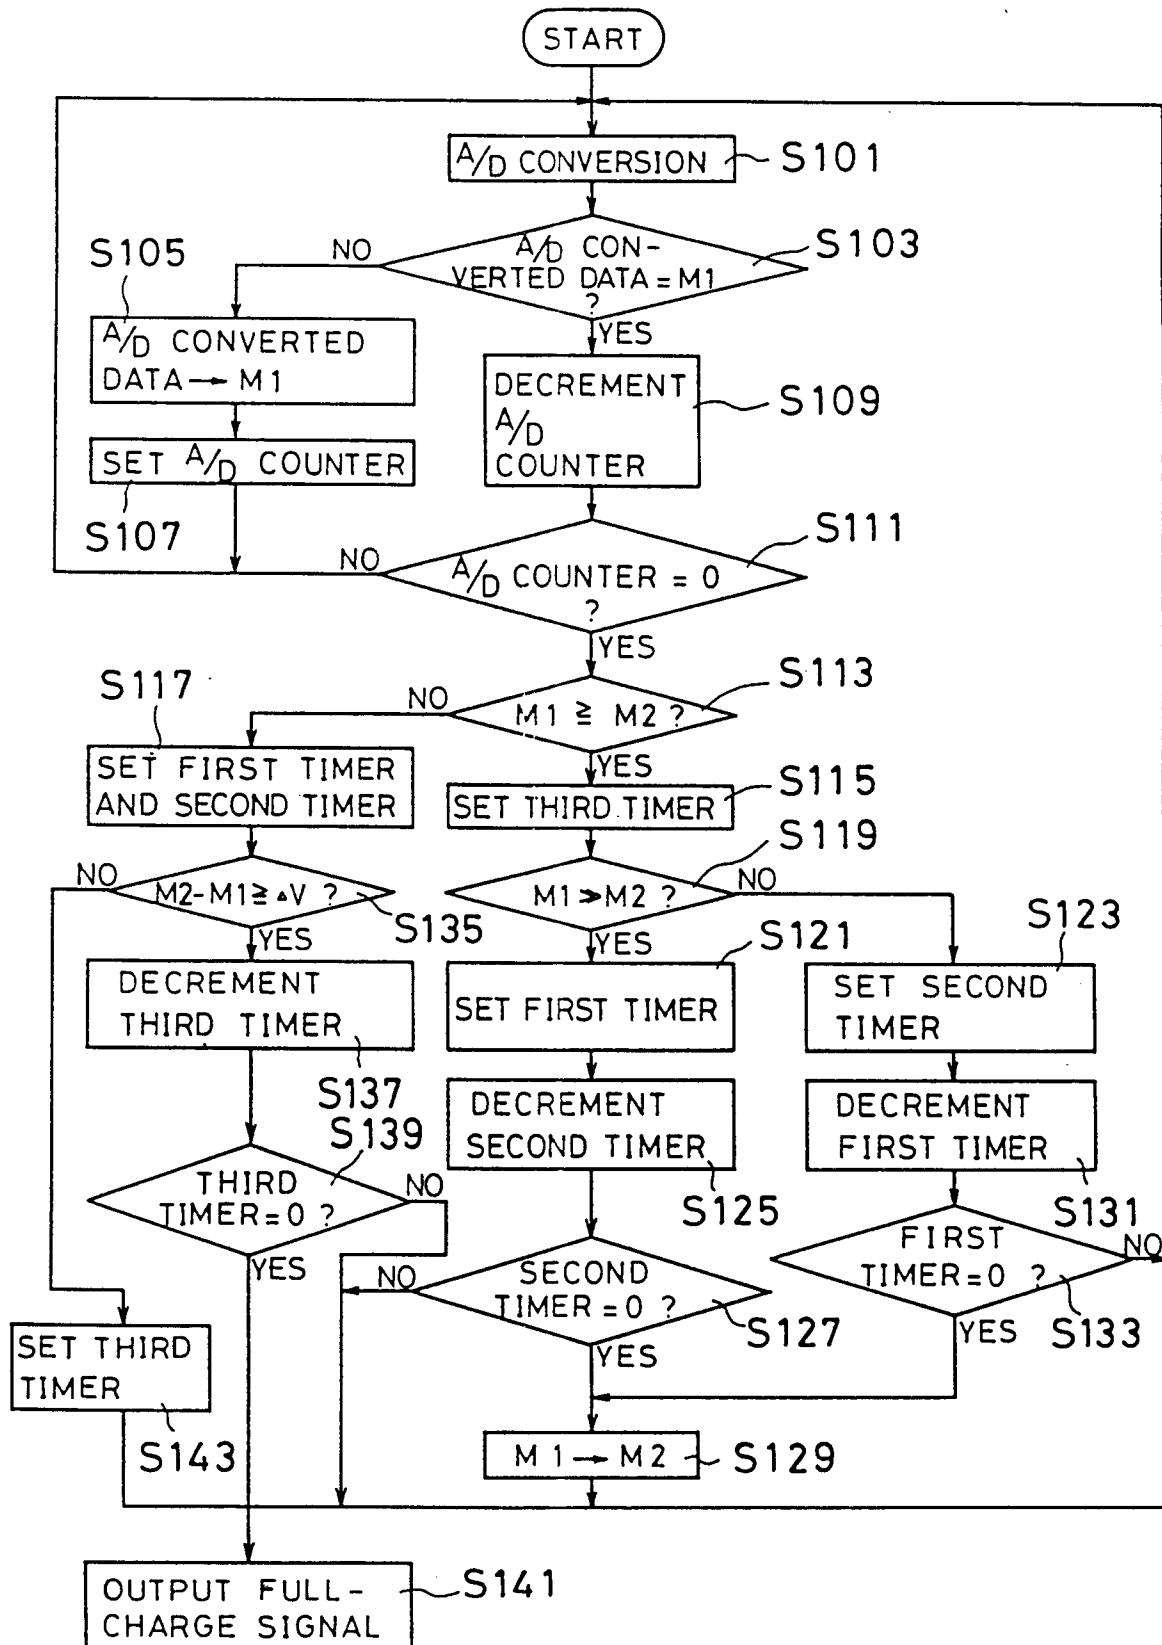 START
A/D CONVERSION
S101
A/D CON-
VERTED DATA = M1
?
S103
NO
YES
S105
A/D CONVERTED
DATA → M1
DECREMENT
A/D
COUNTER
S109
SET A/D COUNTER
S107
A/D COUNTER = 0
?
S111
NO
YES
M1 ≧ M2 ?
S113
NO
YES
S117
SET FIRST TIMER
AND SECOND TIMER
SET THIRD TIMER
S115
M2-M1 ≧ ΔV ?
S135
NO
YES
M1 ≫ M2 ?
S119
NO
YES
DECREMENT
THIRD TIMER
S137
SET FIRST TIMER
S121
SET SECOND
TIMER
S123
DECREMENT
SECOND TIMER
S125
DECREMENT
FIRST TIMER
S131
THIRD
TIMER = 0 ?
S139
NO
YES
SECOND
TIMER = 0 ?
S127
NO
YES
FIRST
TIMER = 0 ?
S133
NO
YES
SET THIRD
TIMER
S143
M1 → M2
S129
OUTPUT FULL-
CHARGE SIGNAL
S141